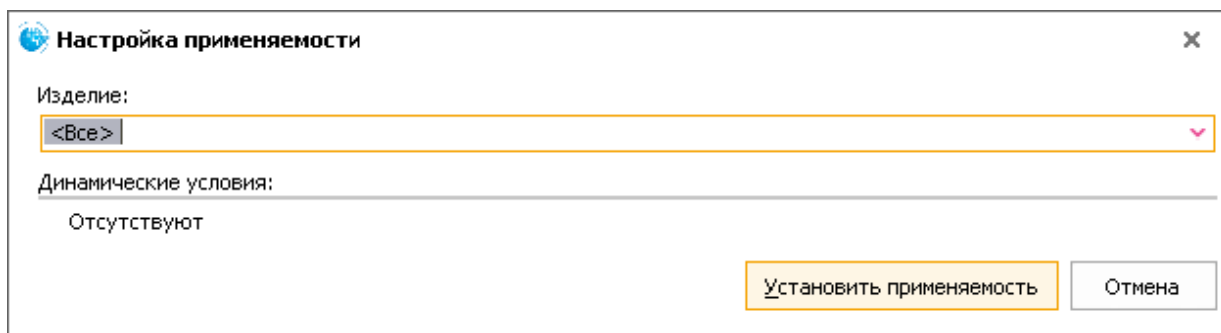 Настройка применяемости
Изделие:
<Все>
Динамические условия:
Отсутствуют
Установить применяемость Отмена